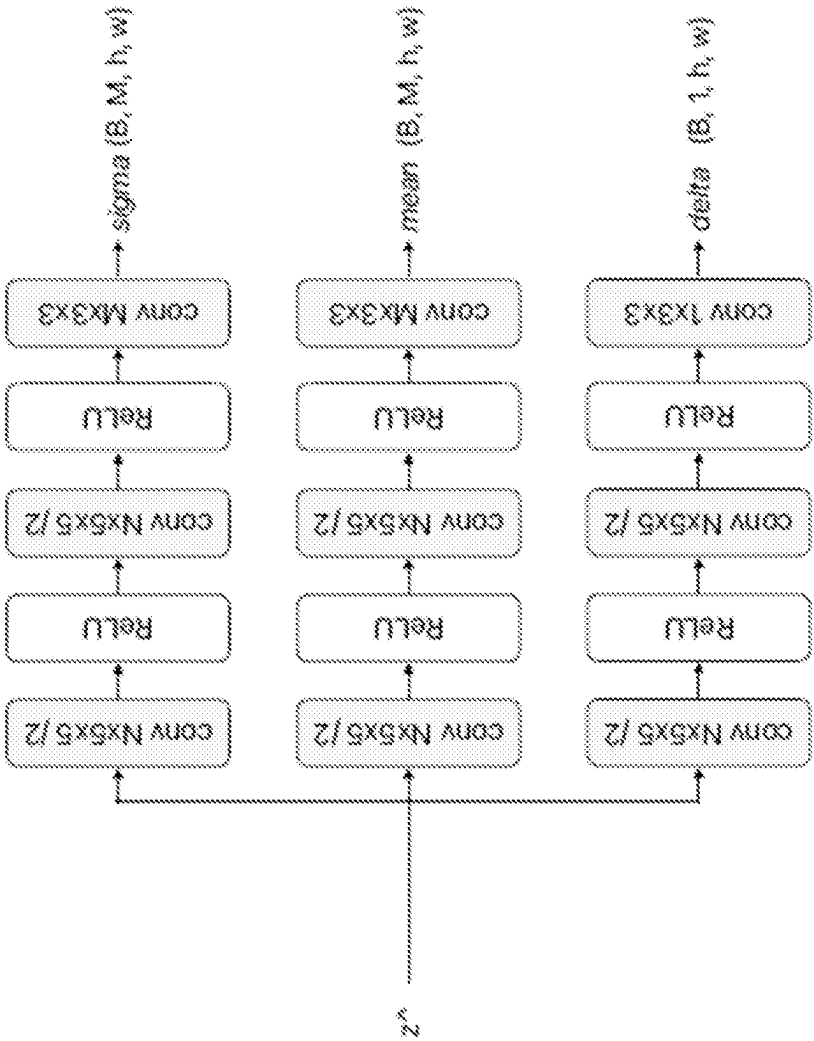 sigma (B, M, h, w)
mean (B, M, h, w)
delta (B, 1, h, w)
conv Mx3x3
conv Mx3x3
conv 1x3x3
ReLU
ReLU
ReLU
conv Nx5x5 /2
conv Nx5x5 /2
conv Nx5x5 /2
ReLU
ReLU
ReLU
conv Nx5x5 /2
conv Nx5x5 /2
conv Nx5x5 /2
z^